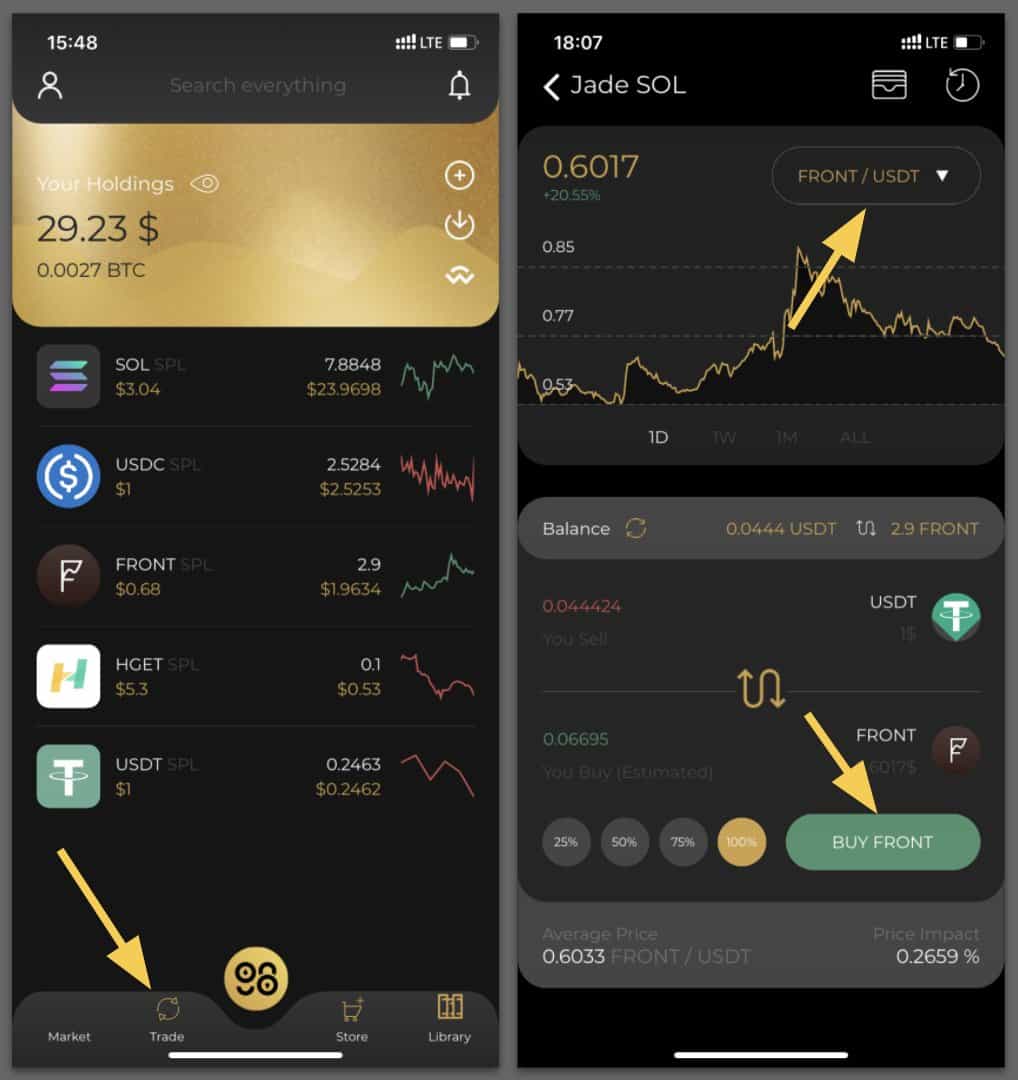 15:48
LTE
Search everything
Your Holdings
29.23 $
0.0027 BTC
SOL SPL
7.8848
$3.04
$23.9698
USDC SPL
2.5284
$1
$2.5253
FRONT SPL
2.9
$0.68
$1.9634
HGET SPL
0.1
$5.3
$0.53
USDT SPL
0.2463
$1
$0.2462
98
Market
Trade
Store
Library
18:07
LTE
Jade SOL
0.6017
+20.55%
FRONT / USDT
0.85
0.77
0.53
1D
1W
1M
ALL
Balance
0.0444 USDT
2.9 FRONT
0.044424
USDT
You Sell
1$
0.06695
FRONT
You Buy (Estimated)
6017$
25%
50%
75%
100%
BUY FRONT
Average Price
Price Impact
0.6033 FRONT / USDT
0.2659 %